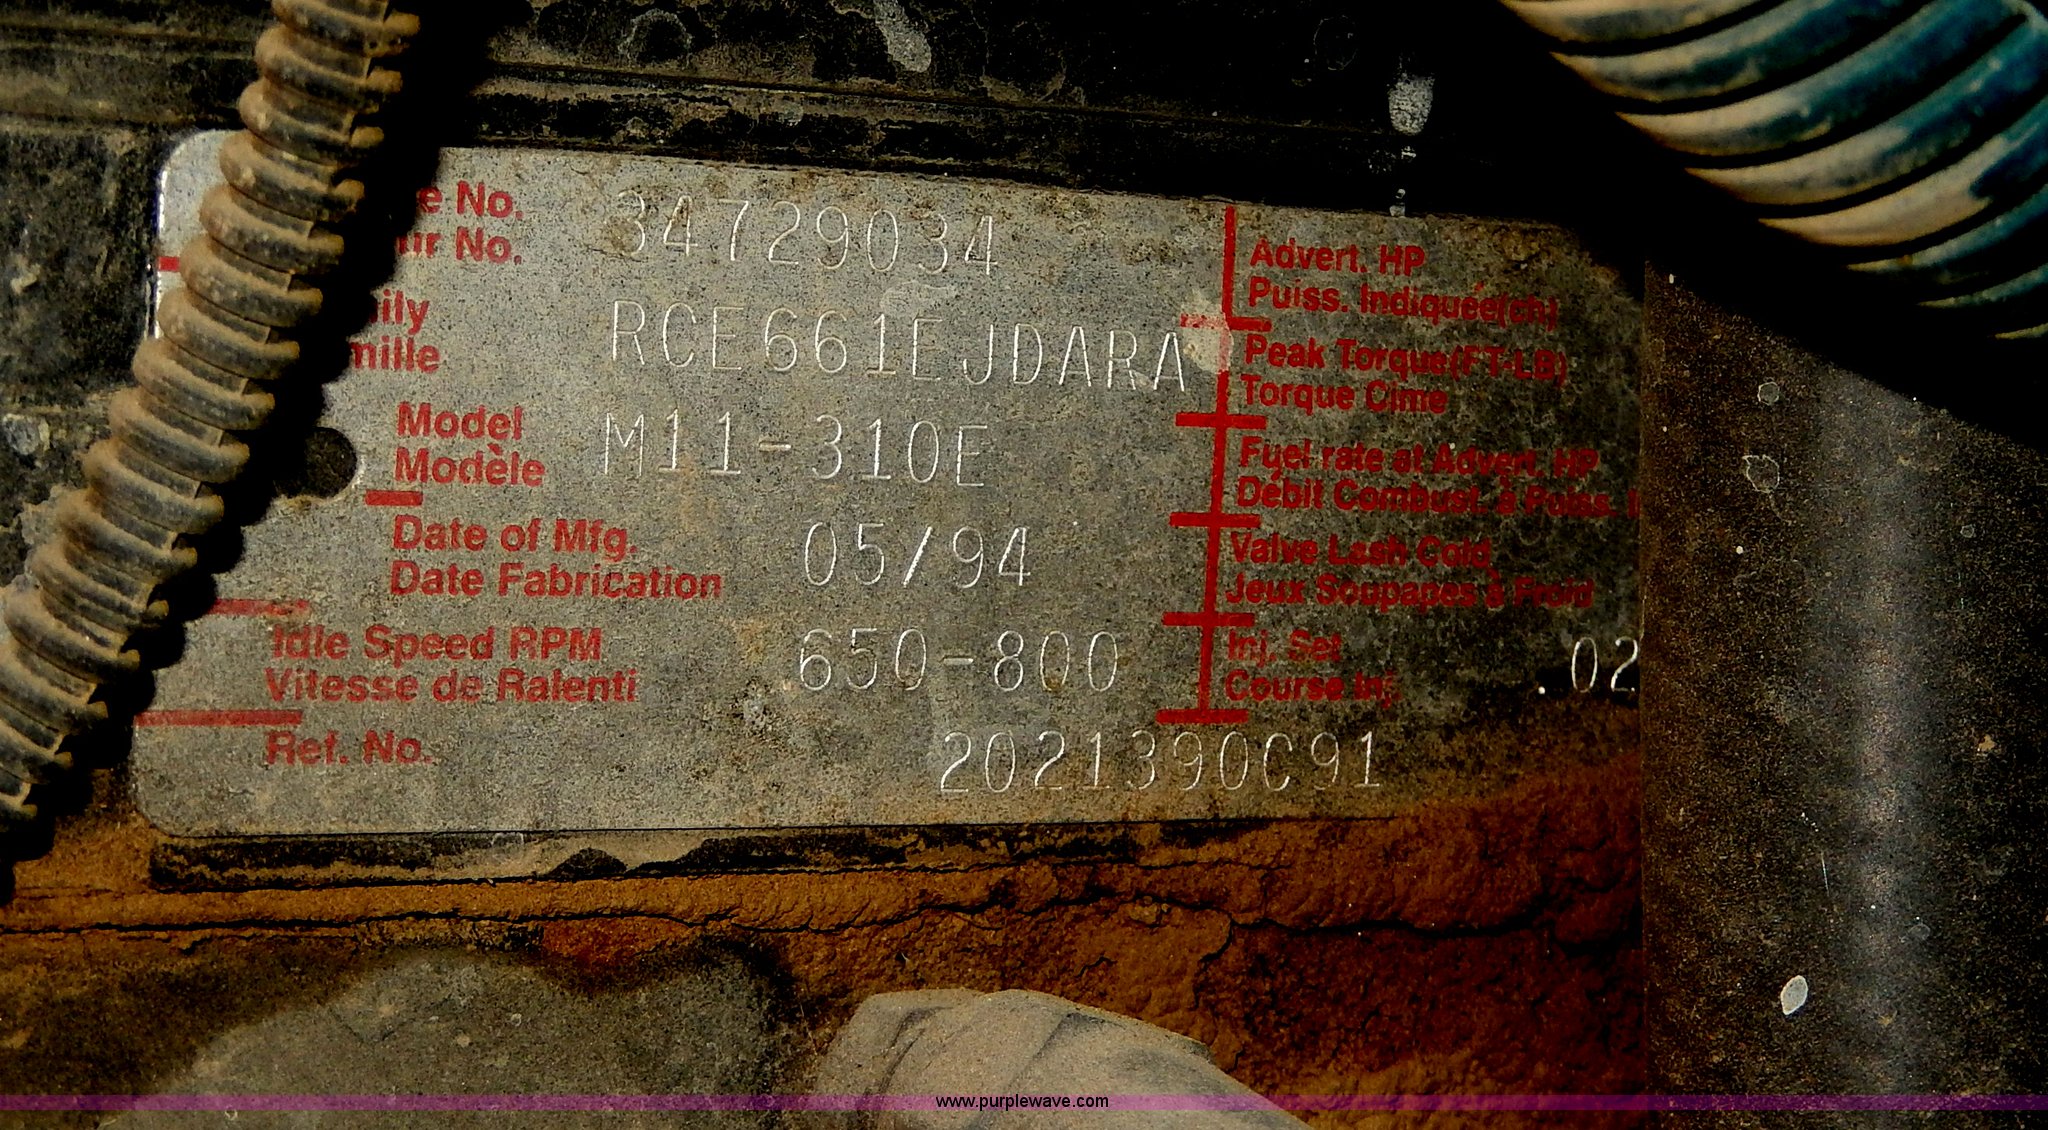 e No. 34729034
ur No.
ily RCE661EJDARA
mille
Model M11-310E
Modèle
Date of Mfg. 05/94
Date Fabrication
Idle Speed RPM 650-800
Vitesse de Ralenti
Ref. No. 2021390C91
Advert. HP
Puiss. Indiquée(ch)
Peak Torque(FT-LB)
Torque Cime
Fuel rate at Advert. HP
Débit Combust. à Puiss. I
Valve Lash Cold
Jeux Soupapes à Froid
Inj. Set .02
Course Inj.
www.purplewave.com